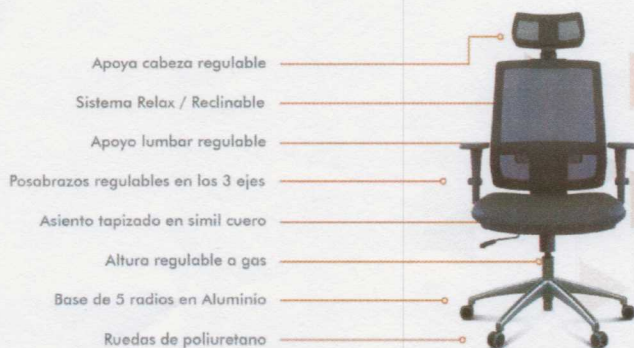 Apoya cabeza regulable
Sistema Relax / Reclinable
Apoyo lumbar regulable
Posabrazos regulables en los 3 ejes
Asiento tapizado en simil cuero
Altura regulable a gas
Base de 5 radios en Aluminio
Ruedas de poliuretano